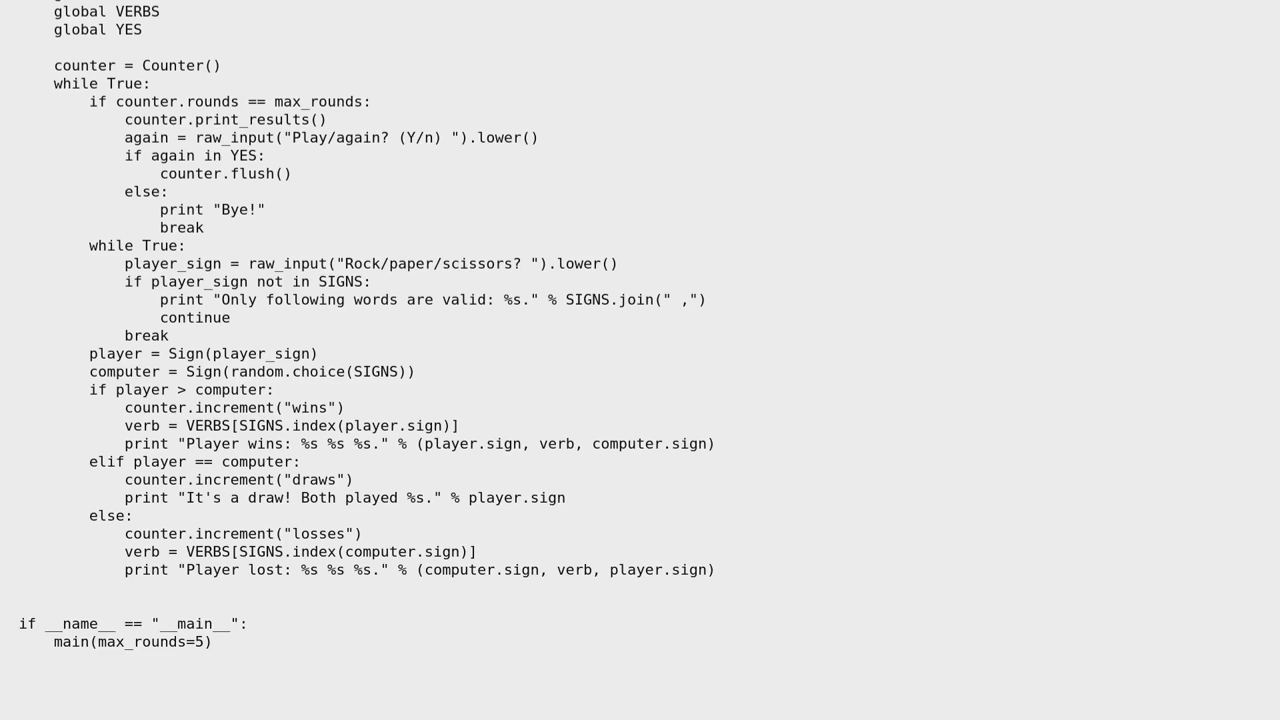 global VERBS
    global YES

    counter = Counter()
    while True:
        if counter.rounds == max_rounds:
            counter.print_results()
            again = raw_input("Play/again? (Y/n) ").lower()
            if again in YES:
                counter.flush()
            else:
                print "Bye!"
                break
        while True:
            player_sign = raw_input("Rock/paper/scissors? ").lower()
            if player_sign not in SIGNS:
                print "Only following words are valid: %s." % SIGNS.join(" ,")
                continue
            break
        player = Sign(player_sign)
        computer = Sign(random.choice(SIGNS))
        if player > computer:
            counter.increment("wins")
            verb = VERBS[SIGNS.index(player.sign)]
            print "Player wins: %s %s %s." % (player.sign, verb, computer.sign)
        elif player == computer:
            counter.increment("draws")
            print "It's a draw! Both played %s." % player.sign
        else:
            counter.increment("losses")
            verb = VERBS[SIGNS.index(computer.sign)]
            print "Player lost: %s %s %s." % (computer.sign, verb, player.sign)


if __name__ == "__main__":
    main(max_rounds=5)